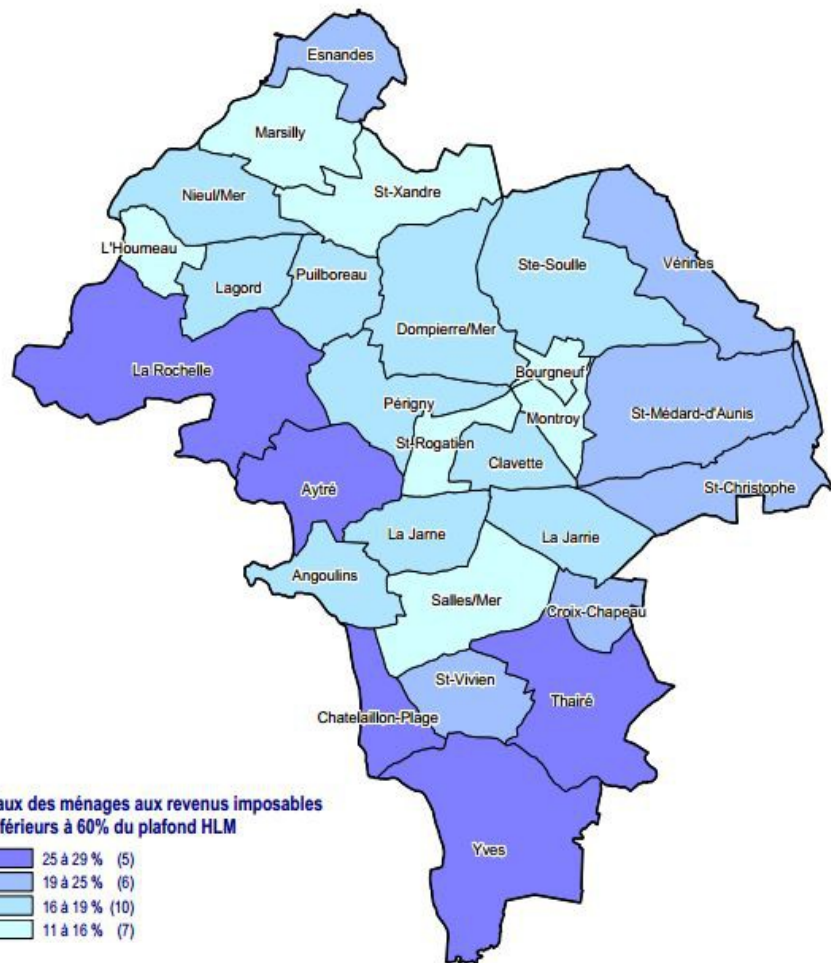 Esnandes
Marsilly
St-Xandre
Nieul/Mer
L'Houmeau
Lagord
Puilboreau
Ste-Soulle
Vérines
Dompierre/Mer
La Rochelle
Bourgneuf
Périgny
Montroy
St-Médard-d'Aunis
St-Rogatien
Clavette
Aytré
St-Christophe
La Jarne
La Jarrie
Angoulins
Salles/Mer
Croix-Chapeau
St-Vivien
Thairé
Chatelaillon-Plage
Yves
aux des ménages aux revenus imposables
férieurs à 60% du plafond HLM
25 à 29 % (5)
19 à 25 % (6)
16 à 19 % (10)
11 à 16 % (7)